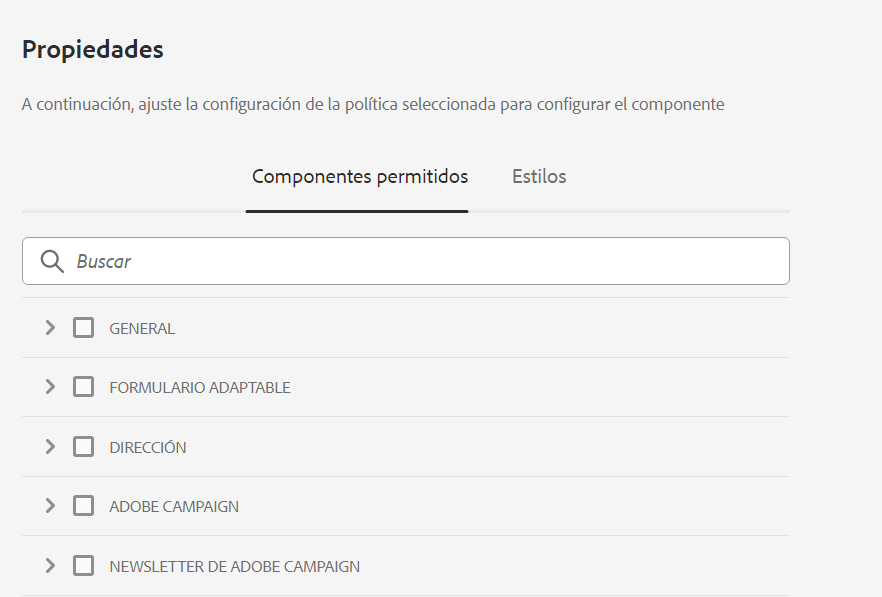 Propiedades
A continuación, ajuste la configuración de la política seleccionada para configurar el componente
Componentes permitidos Estilos
Buscar
GENERAL
FORMULARIO ADAPTABLE
DIRECCIÓN
ADOBE CAMPAIGN
NEWSLETTER DE ADOBE CAMPAIGN